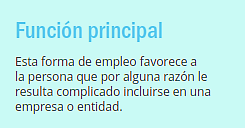 Función principal
Esta forma de empleo favorece a
la persona que por alguna razón le
resulta complicado incluirse en una
empresa o entidad.